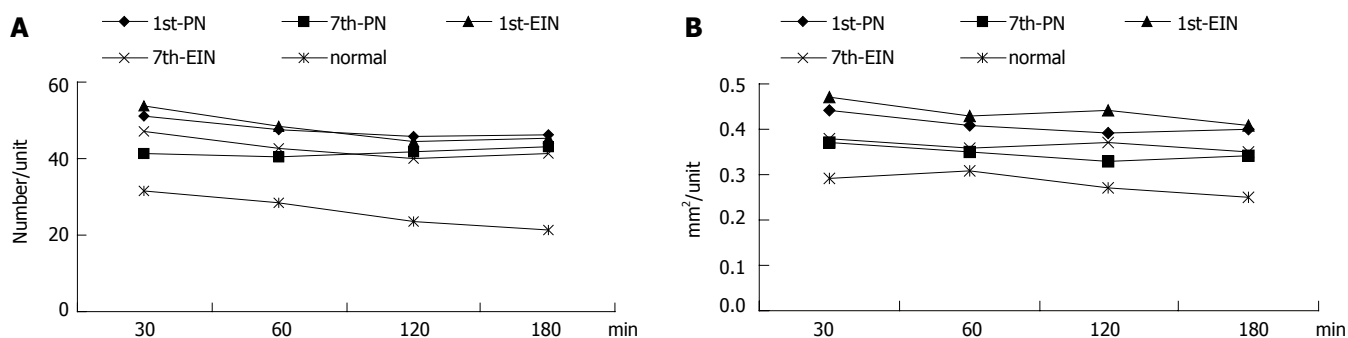 A
1st-PN 7th-PN 1st-EIN
7th-EIN normal
Number/unit
60
40
20
0
30 60 120 180 min
B
1st-PN 7th-PN 1st-EIN
7th-EIN normal
mm²/unit
0.5
0.4
0.3
0.2
0.1
0.0
30 60 120 180 min